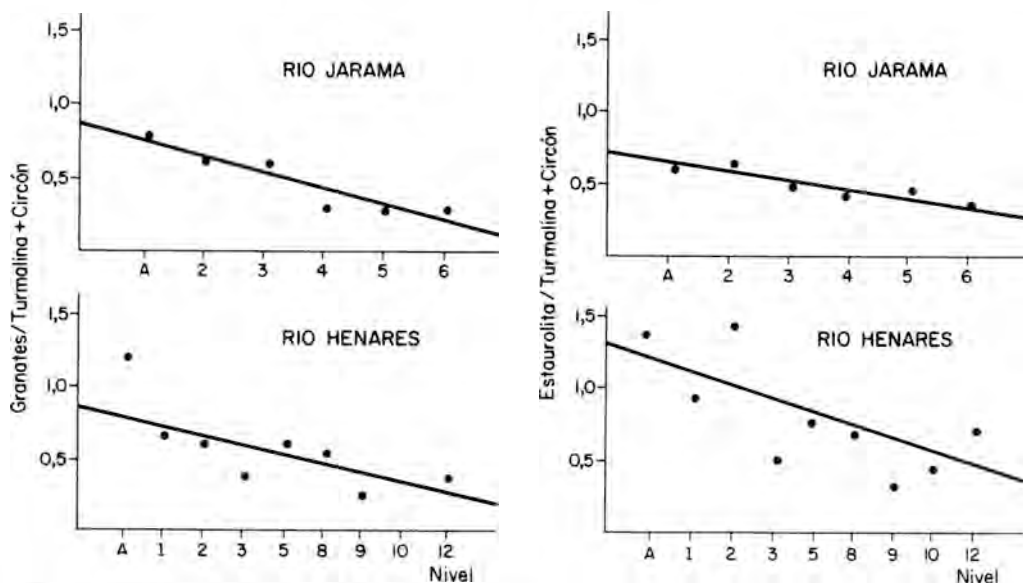 Granates/Turmalina+Circón
1,5
1,0
0,5
RIO JARAMA
A 2 3 4 5 6
1,5
1,0
0,5
RIO HENARES
A 1 2 3 5 8 9 10 12
Nivel
Estaurolita/Turmalina+Circón
1,5
1,0
0,5
RIO JARAMA
A 2 3 4 5 6
1,5
1,0
0,5
RIO HENARES
A 1 2 3 5 8 9 10 12
Nivel